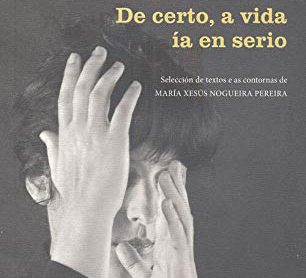 De certo, a vida
ía en serio
Selección de textos e as contornas de
MARÍA XESÚS NOGUEIRA PEREIRA